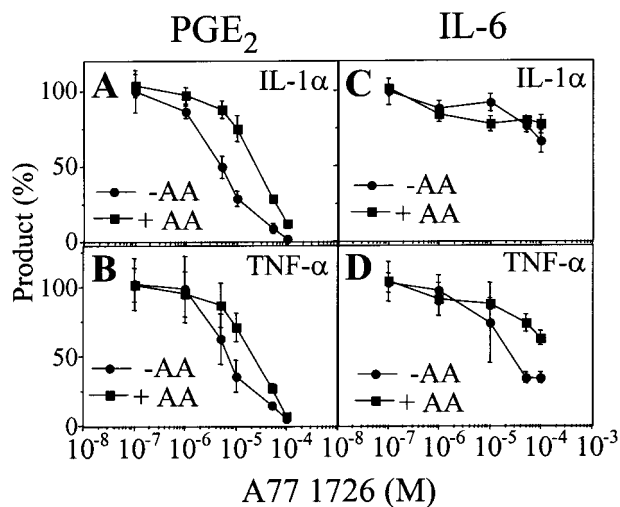 PGE2 IL-6
A IL-1α C IL-1α
100
50
0
-AA -AA
+ AA + AA
B TNF-α D TNF-α
100
50
0
-AA -AA
+ AA + AA
Product (%)
10-8 10-7 10-6 10-5 10-4 10-7 10-6 10-5 10-4 10-3
A77 1726 (M)